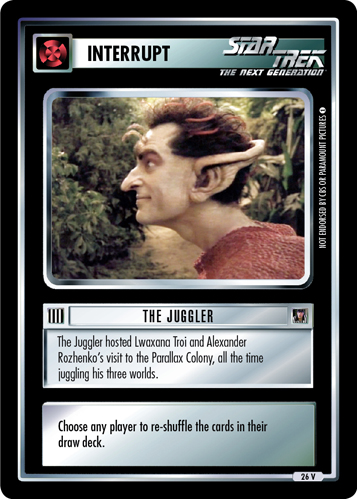 INTERRUPT
STAR TREK
THE NEXT GENERATION
NOT ENDORSED BY CBS OR PARAMOUNT PICTURES
THE JUGGLER
The Juggler hosted Lwaxana Troi and Alexander
Rozhenko's visit to the Parallax Colony, all the time
juggling his three worlds.
Choose any player to re-shuffle the cards in their
draw deck.
26 V